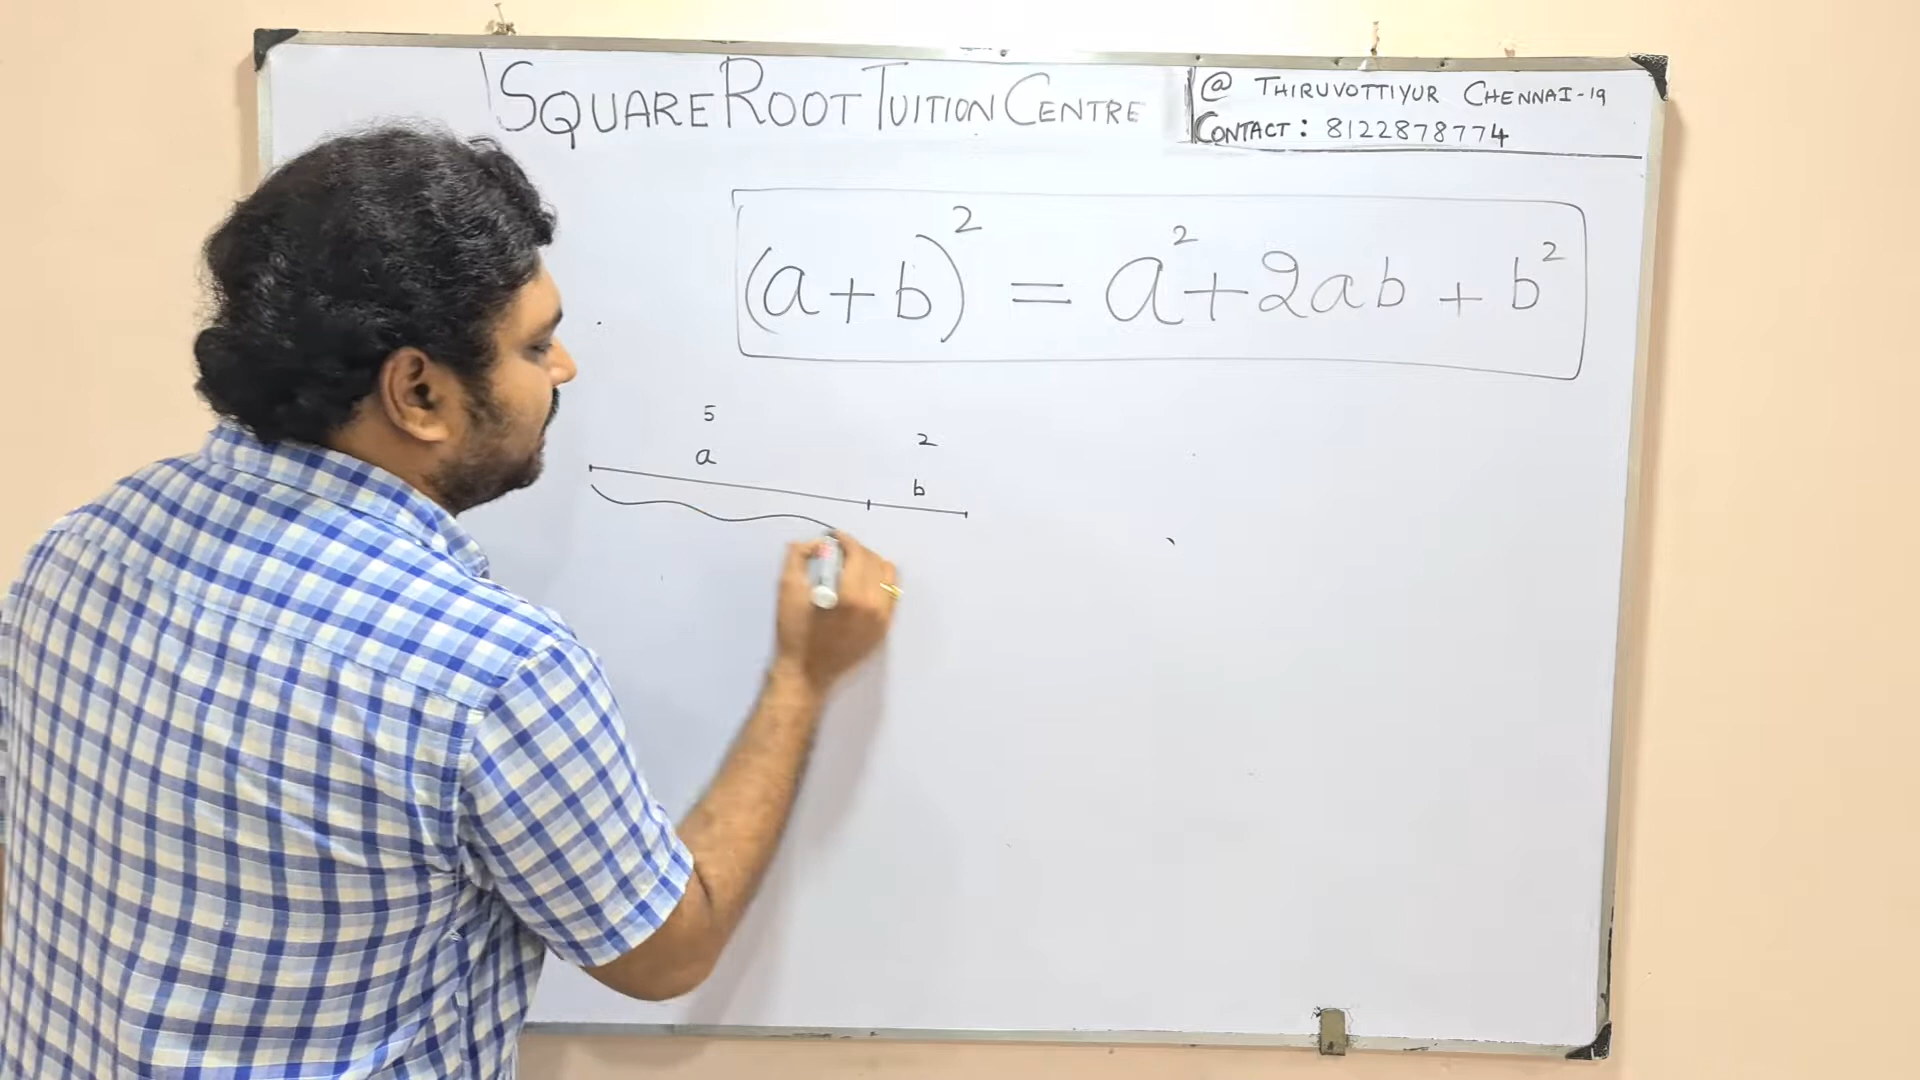 SQUARE ROOT TUITION CENTRE
@ THIRUVOTTIYUR CHENNAI-19
CONTACT: 8122878774
(a+b)² = a² + 2ab + b²
5
2
a
b